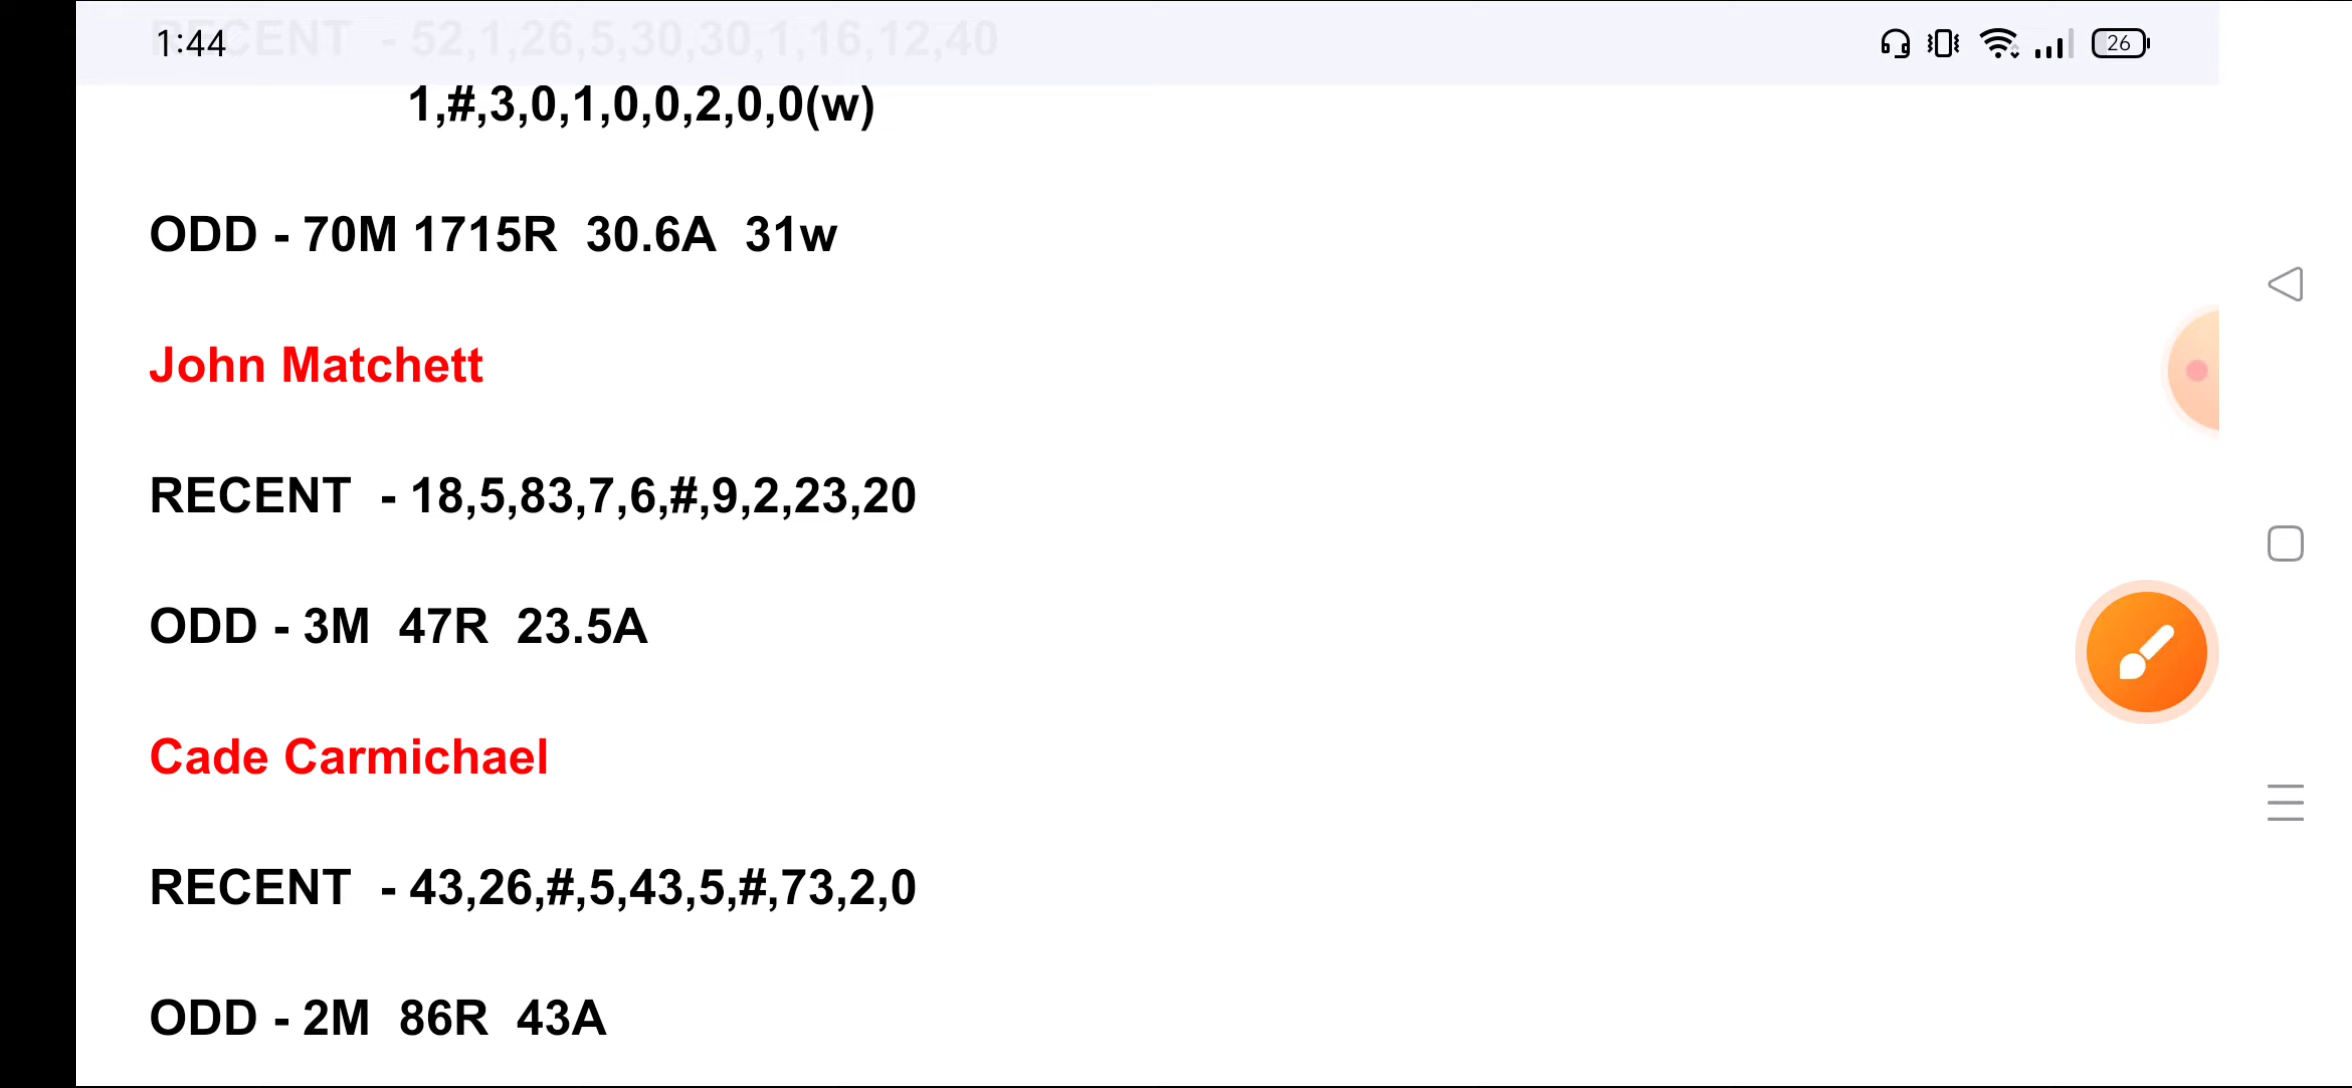 RECENT - 52,1,26,5,30,30,1,16,12,40
1:44
26
1,#,3,0,1,0,0,2,0,0(w)
ODD - 70M 1715R 30.6A 31w
John Matchett
RECENT - 18,5,83,7,6,#,9,2,23,20
ODD - 3M 47R 23.5A
Cade Carmichael
RECENT - 43,26,#,5,43,5,#,73,2,0
ODD - 2M 86R 43A